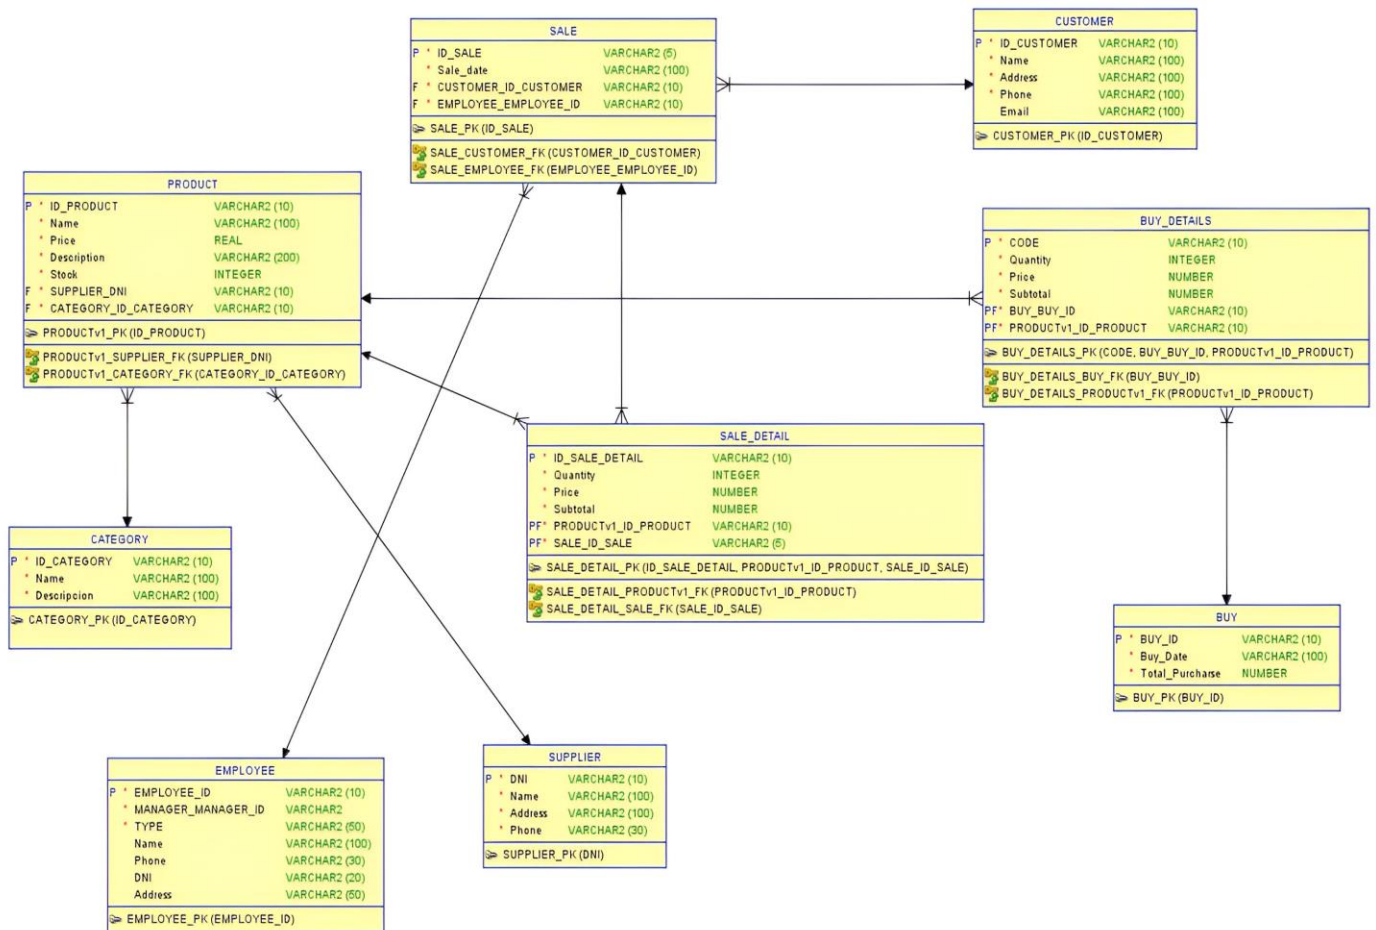 SALE
P * ID_SALE VARCHAR2 (5)
* Sale_date VARCHAR2 (100)
F * CUSTOMER_ID_CUSTOMER VARCHAR2 (10)
F * EMPLOYEE_EMPLOYEE_ID VARCHAR2 (10)
SALE_PK (ID_SALE)
SALE_CUSTOMER_FK (CUSTOMER_ID_CUSTOMER)
SALE_EMPLOYEE_FK (EMPLOYEE_EMPLOYEE_ID)
CUSTOMER
P * ID_CUSTOMER VARCHAR2 (10)
* Name VARCHAR2 (100)
* Address VARCHAR2 (100)
* Phone VARCHAR2 (100)
Email VARCHAR2 (100)
CUSTOMER_PK (ID_CUSTOMER)
PRODUCT
P * ID_PRODUCT VARCHAR2 (10)
* Name VARCHAR2 (100)
* Price REAL
* Description VARCHAR2 (200)
* Stock INTEGER
F * SUPPLIER_DNI VARCHAR2 (10)
F * CATEGORY_ID_CATEGORY VARCHAR2 (10)
PRODUCTv1_PK (ID_PRODUCT)
PRODUCTv1_SUPPLIER_FK (SUPPLIER_DNI)
PRODUCTv1_CATEGORY_FK (CATEGORY_ID_CATEGORY)
BUY_DETAILS
P * CODE VARCHAR2 (10)
* Quantity INTEGER
* Price NUMBER
* Subtotal NUMBER
PF* BUY_BUY_ID VARCHAR2 (10)
PF* PRODUCTv1_ID_PRODUCT VARCHAR2 (10)
BUY_DETAILS_PK (CODE, BUY_BUY_ID, PRODUCTv1_ID_PRODUCT)
BUY_DETAILS_BUY_FK (BUY_BUY_ID)
BUY_DETAILS_PRODUCTv1_FK (PRODUCTv1_ID_PRODUCT)
SALE_DETAIL
P * ID_SALE_DETAIL VARCHAR2 (10)
* Quantity INTEGER
* Price NUMBER
* Subtotal NUMBER
PF* PRODUCTv1_ID_PRODUCT VARCHAR2 (10)
PF* SALE_ID_SALE VARCHAR2 (5)
SALE_DETAIL_PK (ID_SALE_DETAIL, PRODUCTv1_ID_PRODUCT, SALE_ID_SALE)
SALE_DETAIL_PRODUCTv1_FK (PRODUCTv1_ID_PRODUCT)
SALE_DETAIL_SALE_FK (SALE_ID_SALE)
CATEGORY
P * ID_CATEGORY VARCHAR2 (10)
* Name VARCHAR2 (100)
* Descripcion VARCHAR2 (100)
CATEGORY_PK (ID_CATEGORY)
BUY
P * BUY_ID VARCHAR2 (10)
* Buy_Date VARCHAR2 (100)
* Total_Purcharse NUMBER
BUY_PK (BUY_ID)
EMPLOYEE
P * EMPLOYEE_ID VARCHAR2 (10)
* MANAGER_MANAGER_ID VARCHAR2
* TYPE VARCHAR2 (50)
Name VARCHAR2 (100)
Phone VARCHAR2 (30)
DNI VARCHAR2 (20)
Address VARCHAR2 (50)
EMPLOYEE_PK (EMPLOYEE_ID)
SUPPLIER
P * DNI VARCHAR2 (10)
* Name VARCHAR2 (100)
* Address VARCHAR2 (100)
* Phone VARCHAR2 (30)
SUPPLIER_PK (DNI)